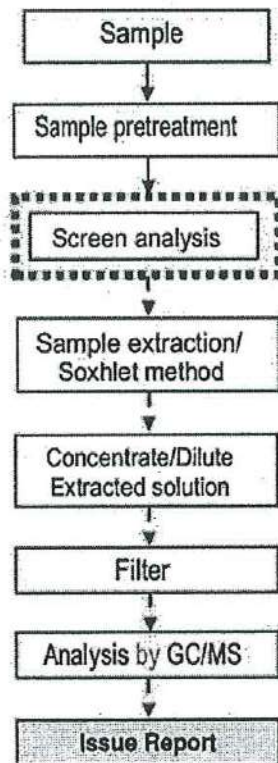 Sample
Sample pretreatment
Screen analysis
Sample extraction/
Soxhlet method
Concentrate/Dilute
Extracted solution
Filter
Analysis by GC/MS
Issue Report